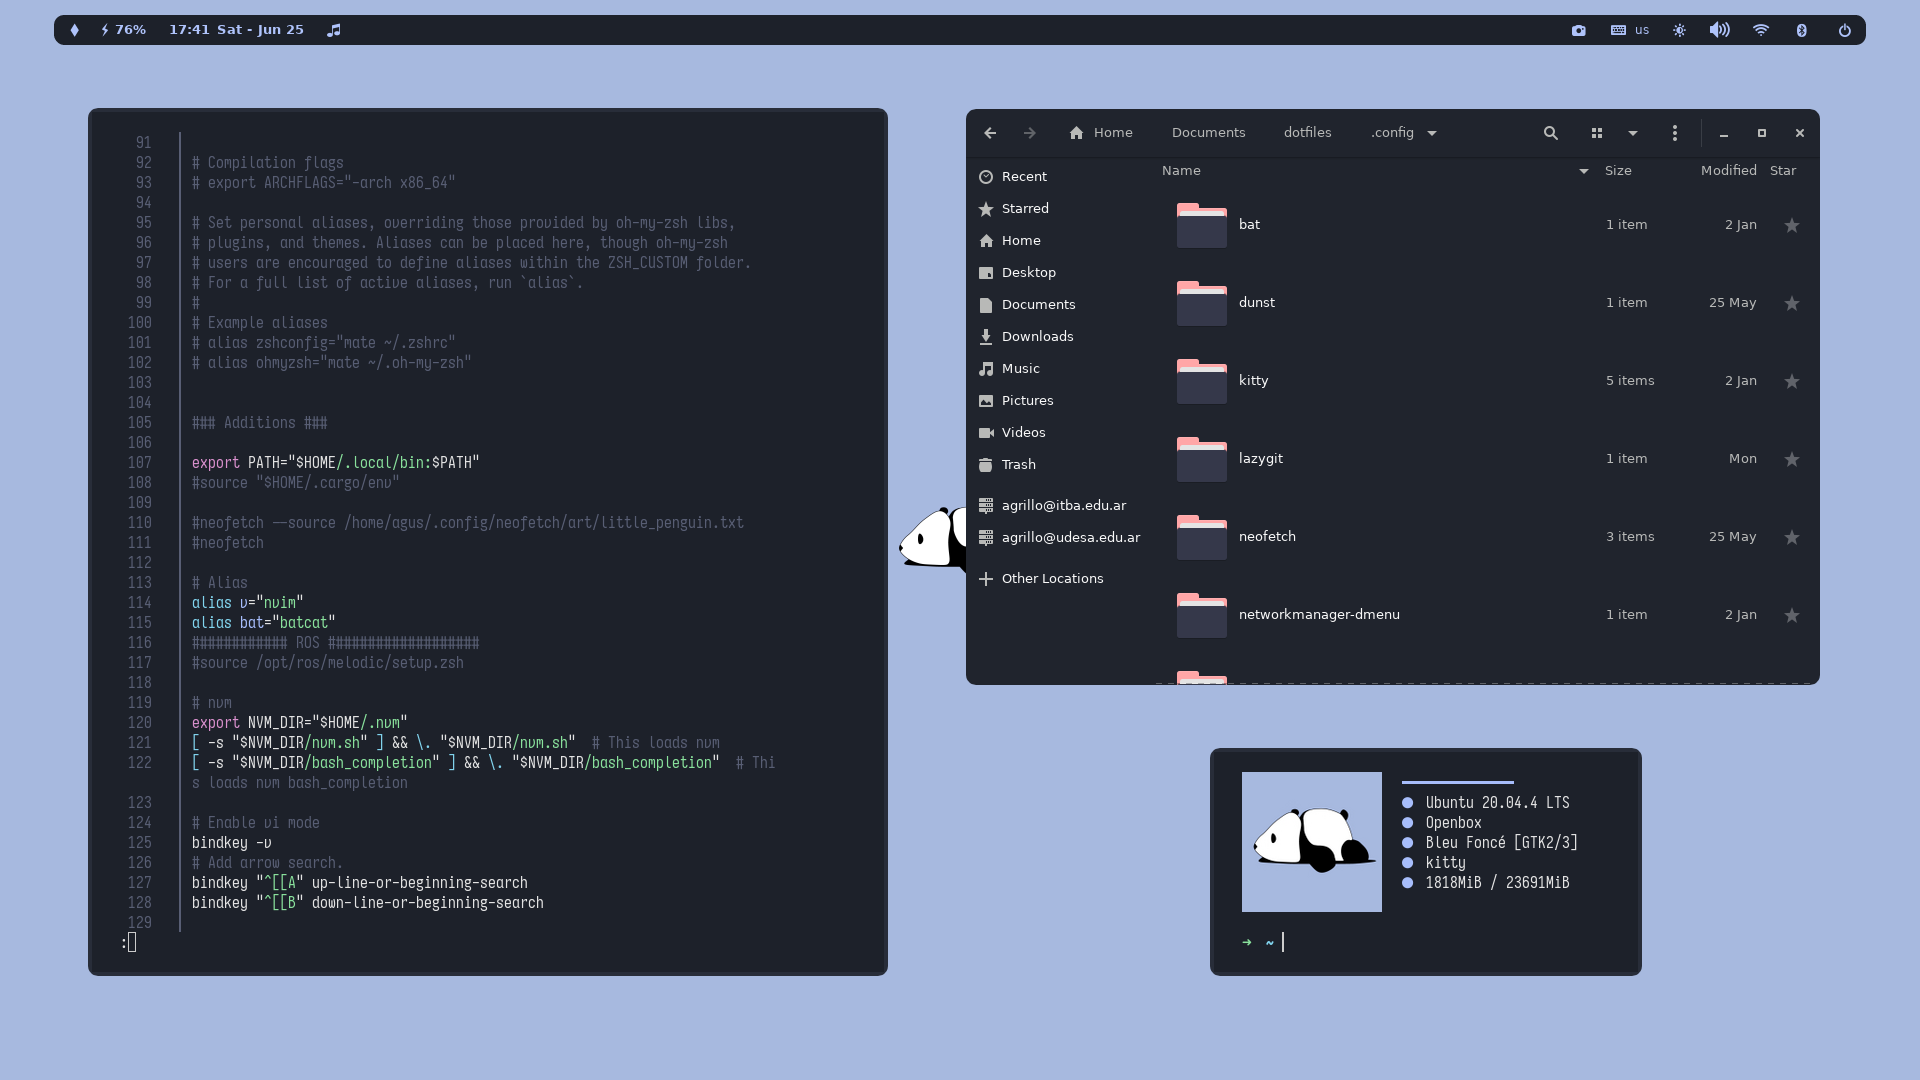 76% 17:41 Sat - Jun 25
us
91
92 # Compilation flags
93 # export ARCHFLAGS="-arch x86_64"
94
95 # Set personal aliases, overriding those provided by oh-my-zsh libs,
96 # plugins, and themes. Aliases can be placed here, though oh-my-zsh
97 # users are encouraged to define aliases within the ZSH_CUSTOM folder.
98 # For a full list of active aliases, run `alias`.
99 #
100 # Example aliases
101 # alias zshconfig="mate ~/.zshrc"
102 # alias ohmyzsh="mate ~/.oh-my-zsh"
103
104
105 ### Additions ###
106
107 export PATH="$HOME/.local/bin:$PATH"
108 #source "$HOME/.cargo/env"
109
110 #neofetch --source /home/agus/.config/neofetch/art/little_penguin.txt
111 #neofetch
112
113 # Alias
114 alias v="nvim"
115 alias bat="batcat"
116 ############ ROS ###################
117 #source /opt/ros/melodic/setup.zsh
118
119 # nvm
120 export NVM_DIR="$HOME/.nvm"
121 [ -s "$NVM_DIR/nvm.sh" ] && \. "$NVM_DIR/nvm.sh"  # This loads nvm
122 [ -s "$NVM_DIR/bash_completion" ] && \. "$NVM_DIR/bash_completion"  # Thi
s loads nvm bash_completion
123
124 # Enable vi mode
125 bindkey -v
126 # Add arrow search.
127 bindkey "^[[A" up-line-or-beginning-search
128 bindkey "^[[B" down-line-or-beginning-search
129
:
Home Documents dotfiles .config
Recent
Starred
Home
Desktop
Documents
Downloads
Music
Pictures
Videos
Trash
agrillo@itba.edu.ar
agrillo@udesa.edu.ar
Other Locations
Name Size Modified Star
bat 1 item 2 Jan
dunst 1 item 25 May
kitty 5 items 2 Jan
lazygit 1 item Mon
neofetch 3 items 25 May
networkmanager-dmenu 1 item 2 Jan
Ubuntu 20.04.4 LTS
Openbox
Bleu Foncé [GTK2/3]
kitty
1818MiB / 23691MiB
➜ ~